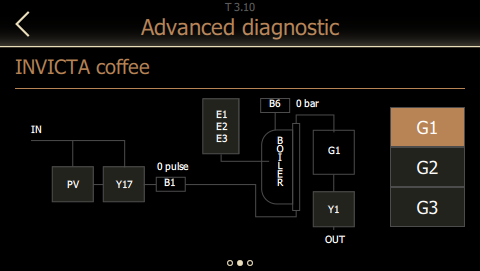 T 3.10
Advanced diagnostic
INVICTA coffee
IN
PV
Y17
0 pulse
B1
E1
E2
E3
B6
0 bar
BOILER
G1
Y1
OUT
G1
G2
G3